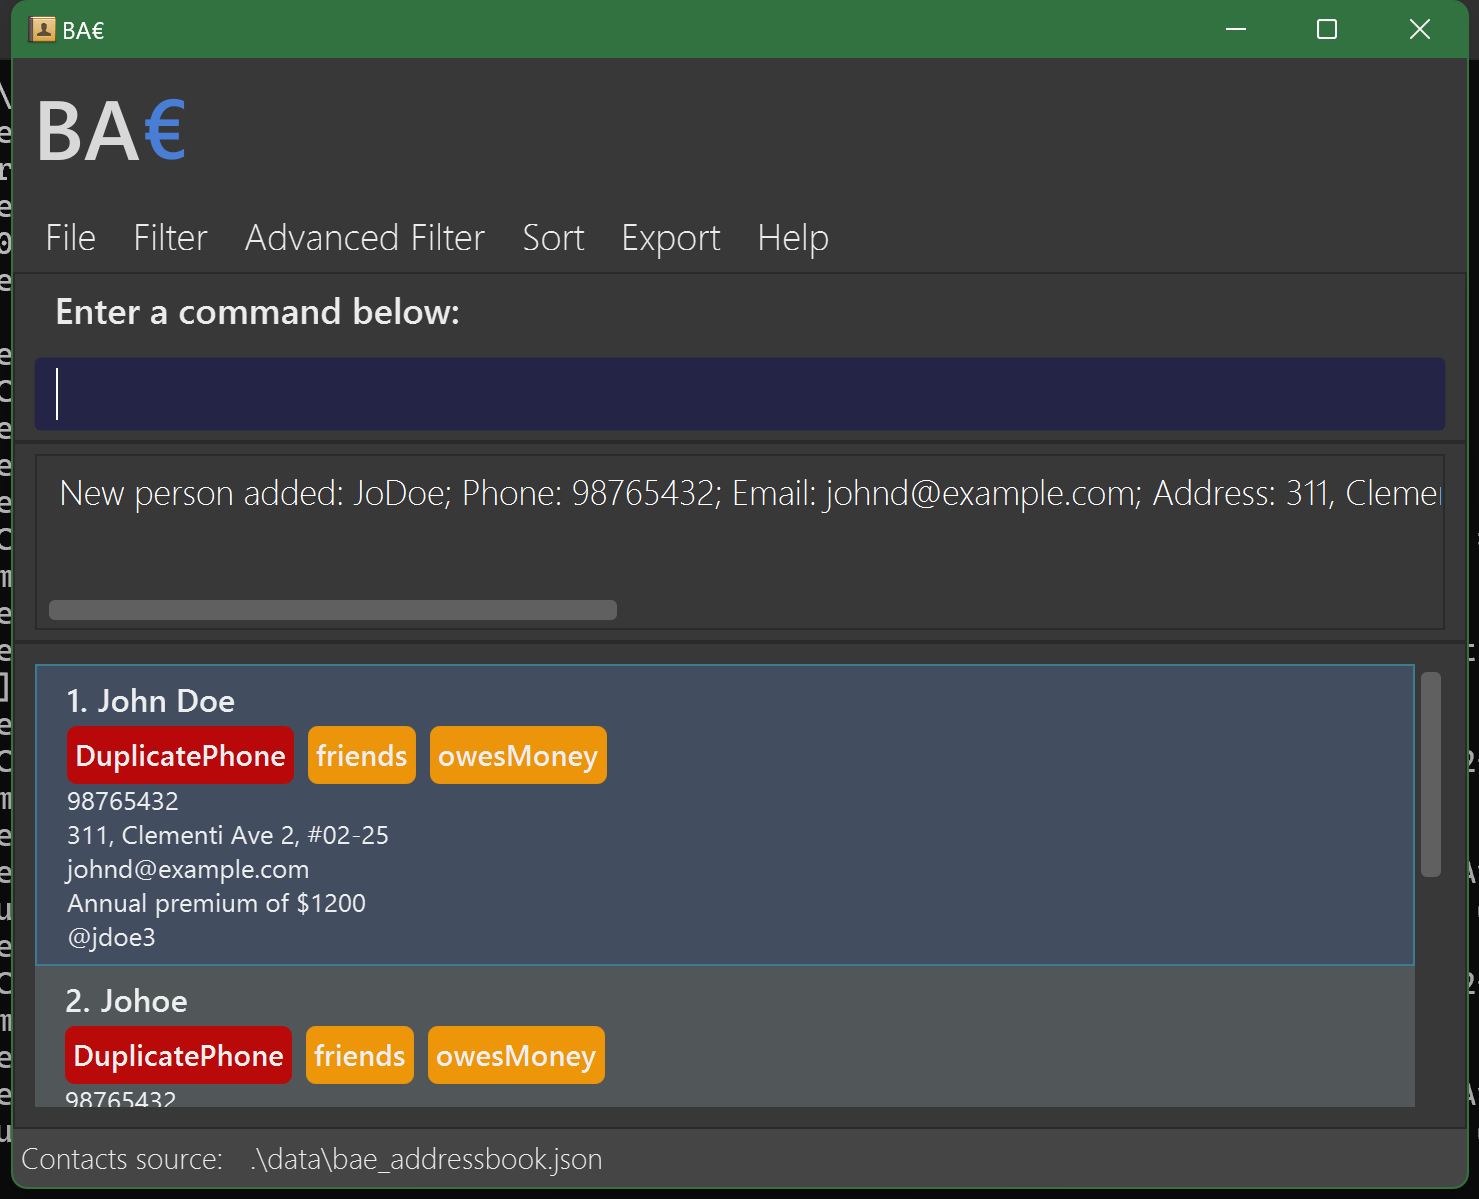 BA€
BA€
File Filter Advanced Filter Sort Export Help
Enter a command below:
New person added: JoDoe; Phone: 98765432; Email: johnd@example.com; Address: 311, Clemen
1. John Doe
DuplicatePhone friends owesMoney
98765432
311, Clementi Ave 2, #02-25
johnd@example.com
Annual premium of $1200
@jdoe3
2. Johoe
DuplicatePhone friends owesMoney
98765432
Contacts source: .\data\bae_addressbook.json